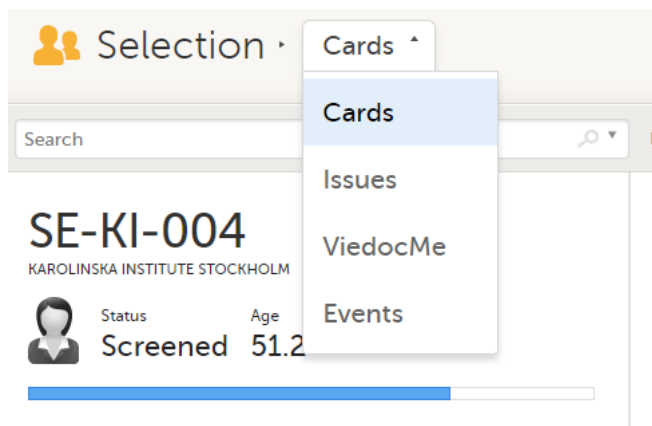 Selection
Cards
Cards
Issues
ViedocMe
Events
Search
SE-KI-004
KAROLINSKA INSTITUTE STOCKHOLM
Status Age
Screened 51.2